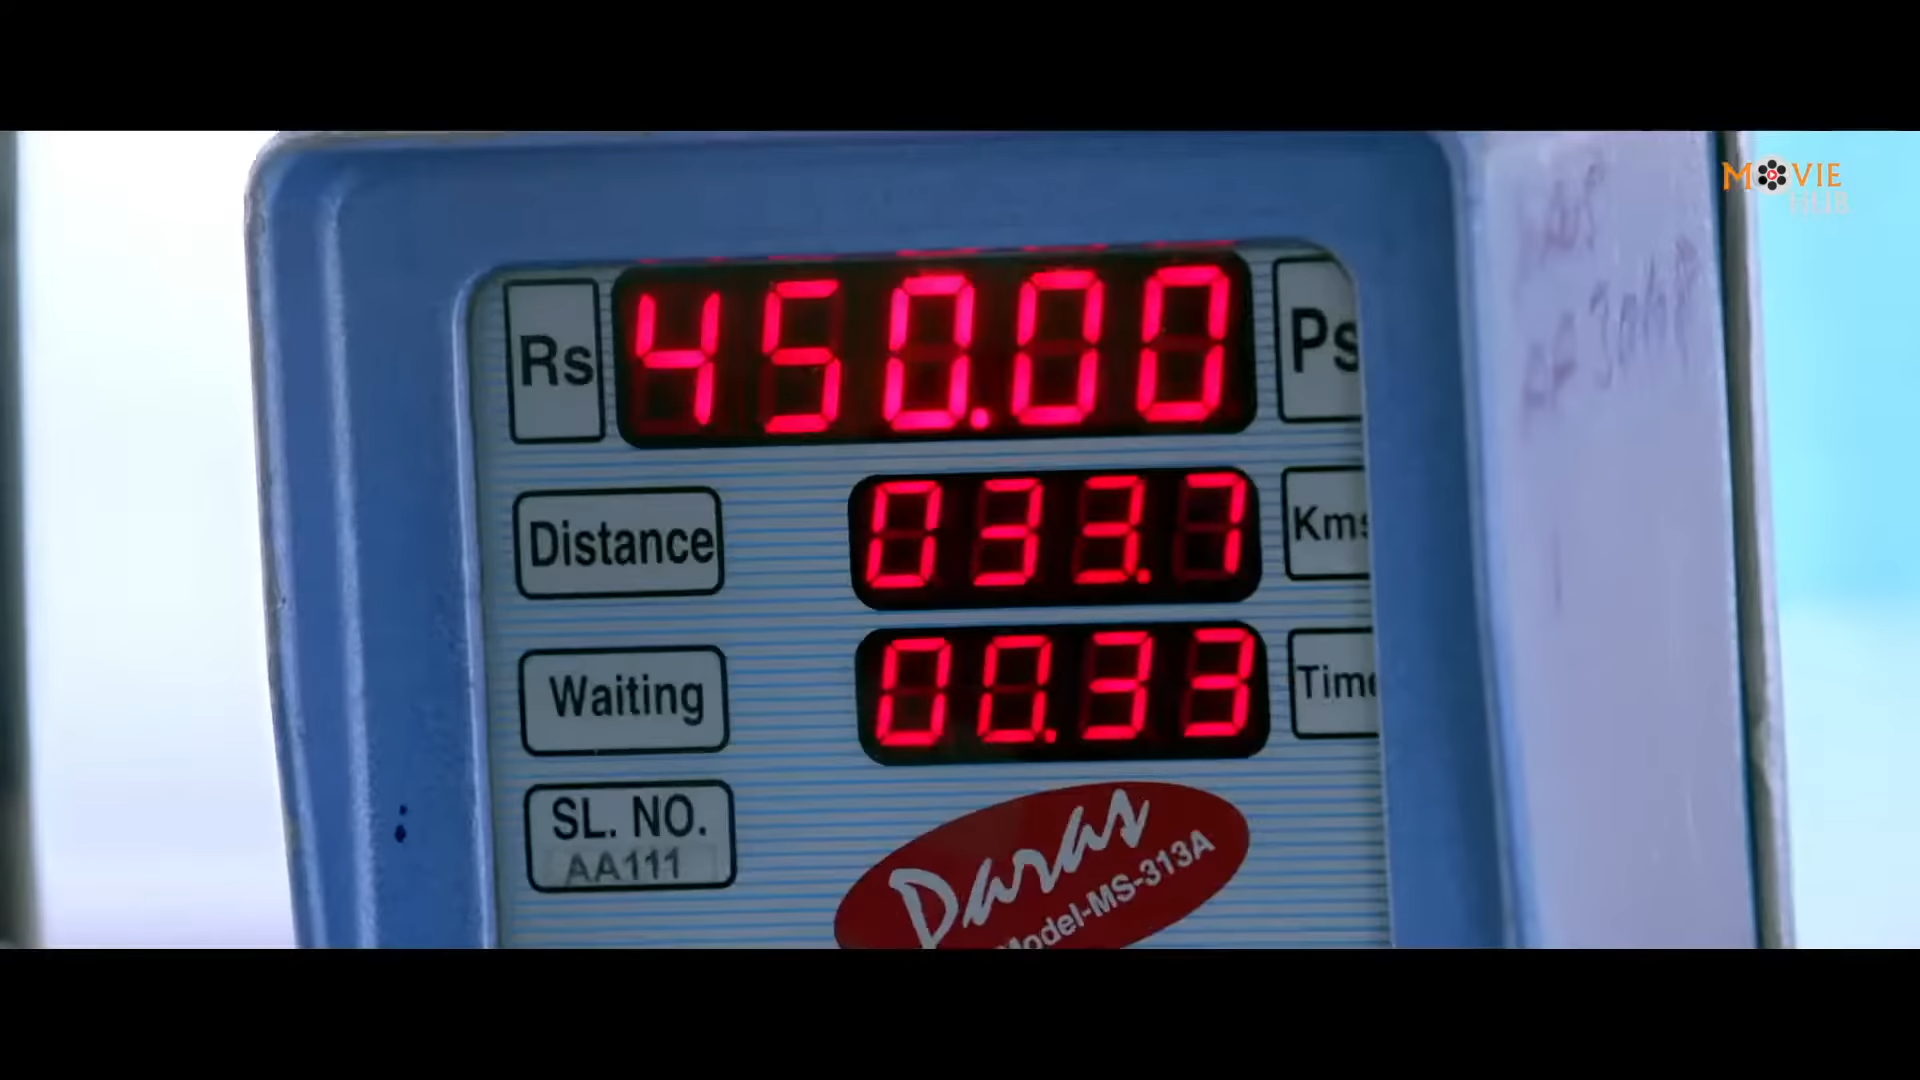 MOVIE
HUB
Rs 450.00 Ps
Distance 033.7 Kms
Waiting 00.33 Time
SL. NO.
AA111
Daras
Model-MS-313A